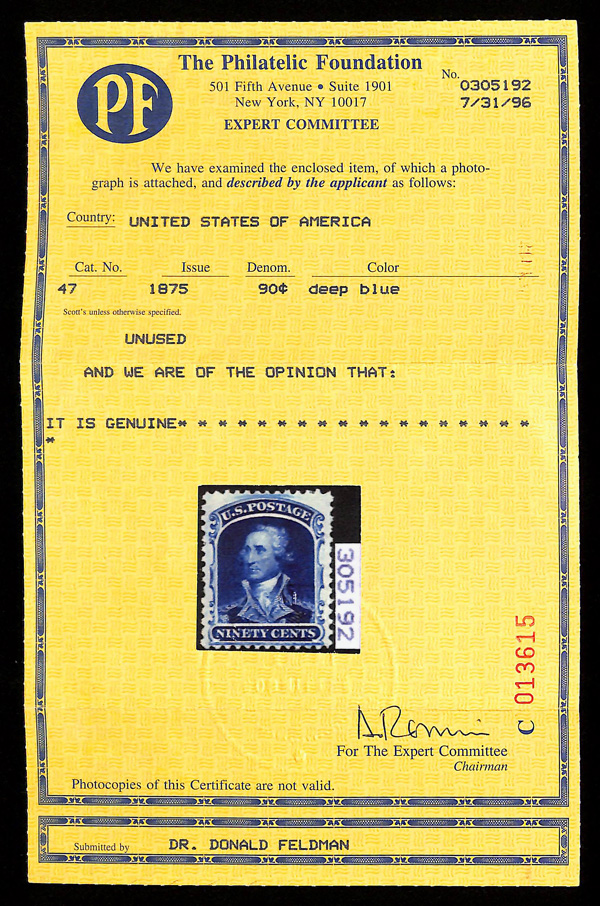 PF
The Philatelic Foundation
501 Fifth Avenue • Suite 1901
New York, NY 10017
EXPERT COMMITTEE
No.
0305192
7/31/96
We have examined the enclosed item, of which a photo-
graph is attached, and described by the applicant as follows:
Country: UNITED STATES OF AMERICA
Cat. No. Issue Denom. Color
47 1875 90¢ deep blue
Scott's unless otherwise specified.
UNUSED
AND WE ARE OF THE OPINION THAT:
IT IS GENUINE* * * * * * * * * * * * * * * * * *
*
U.S. POSTAGE
NINETY CENTS
305192
C 013615
For The Expert Committee
Chairman
Photocopies of this Certificate are not valid.
Submitted by DR. DONALD FELDMAN